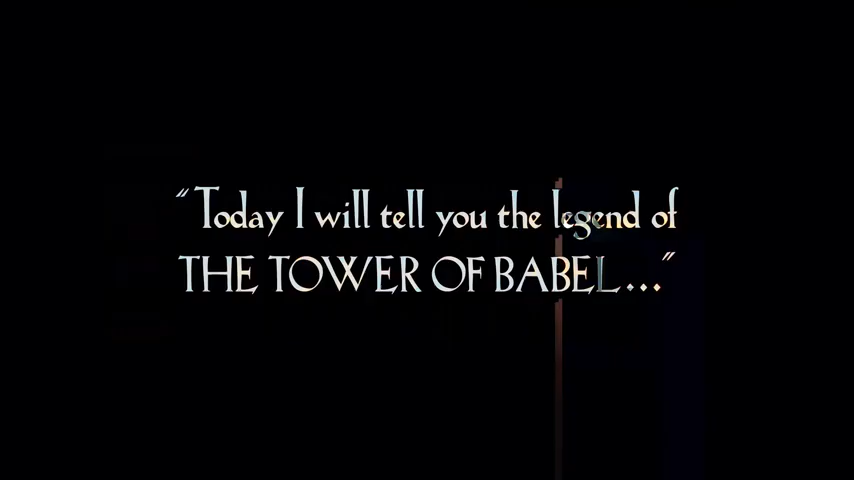 “Today I will tell you the legend of
THE TOWER OF BABEL...”